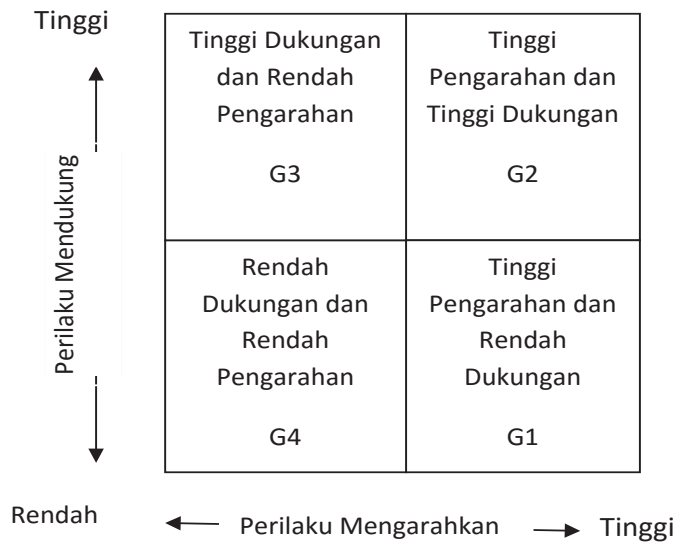 Tinggi
Tinggi Dukungan
dan Rendah
Pengarahan
G3
Tinggi
Pengarahan dan
Tinggi Dukungan
G2
Perilaku Mendukung
Rendah
Dukungan dan
Rendah
Pengarahan
G4
Tinggi
Pengarahan dan
Rendah
Dukungan
G1
Rendah
Perilaku Mengarahkan
Tinggi